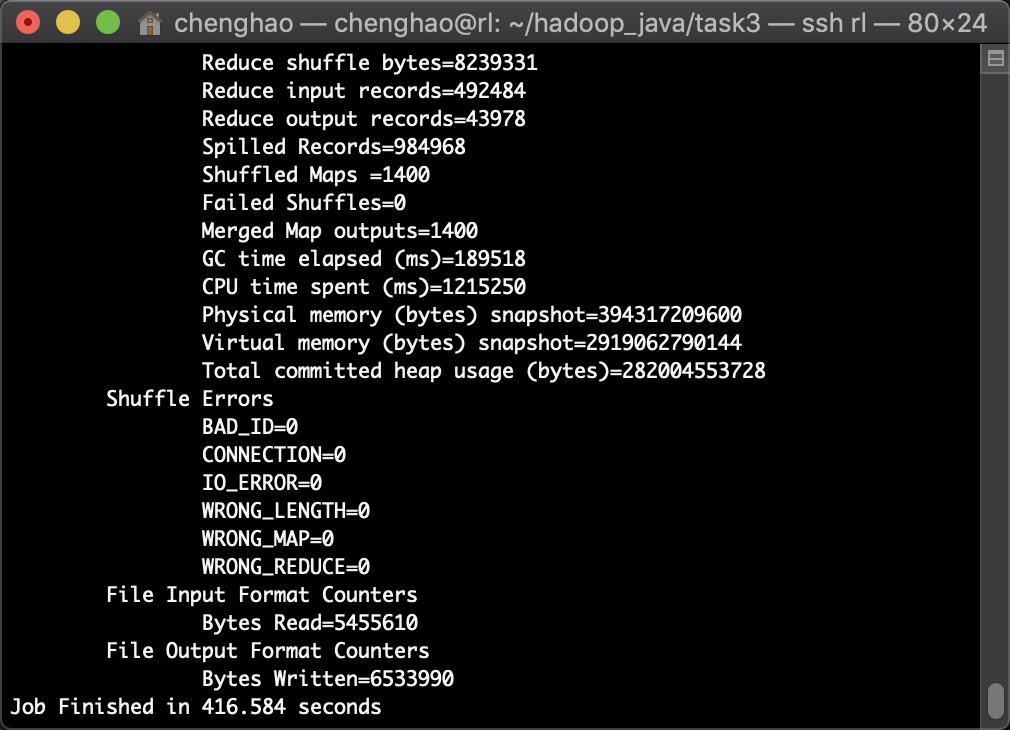 chenghao — chenghao@rl: ~/hadoop_java/task3 — ssh rl — 80×24
Reduce shuffle bytes=8239331
Reduce input records=492484
Reduce output records=43978
Spilled Records=984968
Shuffled Maps =1400
Failed Shuffles=0
Merged Map outputs=1400
GC time elapsed (ms)=189518
CPU time spent (ms)=1215250
Physical memory (bytes) snapshot=394317209600
Virtual memory (bytes) snapshot=2919062790144
Total committed heap usage (bytes)=282004553728
Shuffle Errors
BAD_ID=0
CONNECTION=0
IO_ERROR=0
WRONG_LENGTH=0
WRONG_MAP=0
WRONG_REDUCE=0
File Input Format Counters
Bytes Read=5455610
File Output Format Counters
Bytes Written=6533990
Job Finished in 416.584 seconds